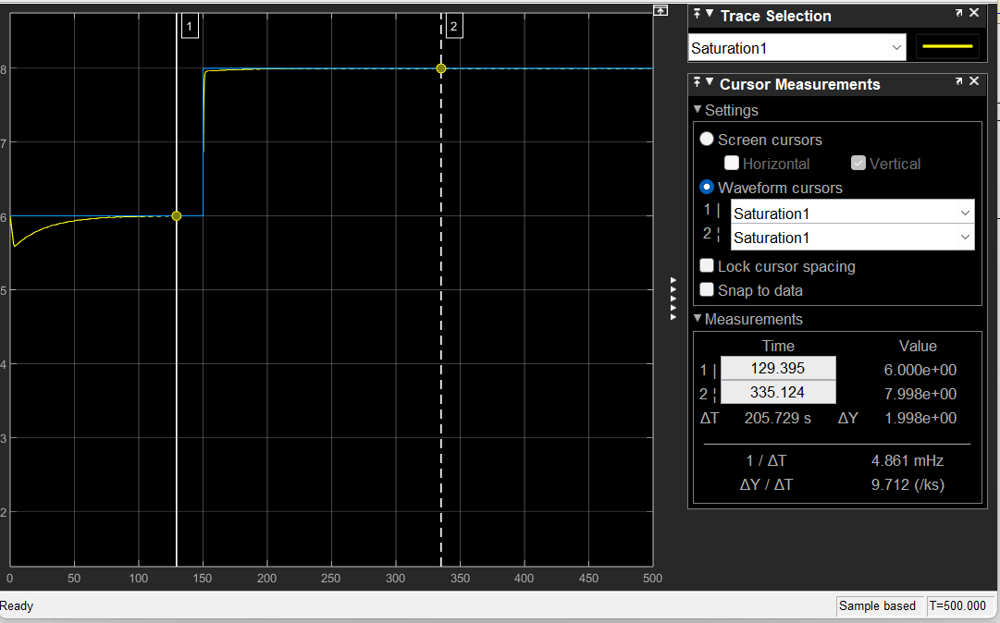 1
2
8
7
6
5
4
3
2
0 50 100 150 200 250 300 350 400 450 500
Ready
Trace Selection
Saturation1
Cursor Measurements
Settings
Screen cursors
Horizontal Vertical
Waveform cursors
1 | Saturation1
2 ¦ Saturation1
Lock cursor spacing
Snap to data
Measurements
Time Value
1 | 129.395 6.000e+00
2 ¦ 335.124 7.998e+00
ΔT 205.729 s ΔY 1.998e+00
1 / ΔT 4.861 mHz
ΔY / ΔT 9.712 (/ks)
Sample based T=500.000